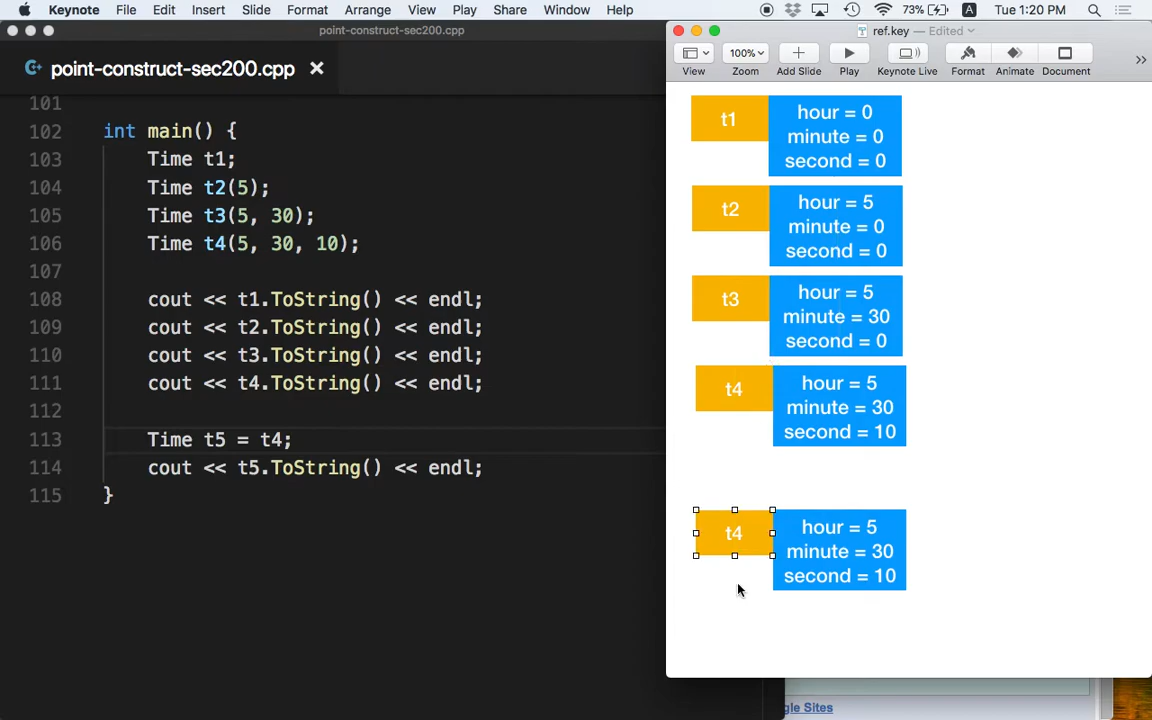 Keynote File Edit Insert Slide Format Arrange View Play Share Window Help 73% A Tue 1:20 PM
point-construct-sec200.cpp
point-construct-sec200.cpp
101
102 int main() {
103 Time t1;
104 Time t2(5);
105 Time t3(5, 30);
106 Time t4(5, 30, 10);
107
108 cout << t1.ToString() << endl;
109 cout << t2.ToString() << endl;
110 cout << t3.ToString() << endl;
111 cout << t4.ToString() << endl;
112
113 Time t5 = t4;
114 cout << t5.ToString() << endl;
115 }
ref.key — Edited
100%
View Zoom Add Slide Play Keynote Live Format Animate Document
t1
hour = 0
minute = 0
second = 0
t2
hour = 5
minute = 0
second = 0
t3
hour = 5
minute = 30
second = 0
t4
hour = 5
minute = 30
second = 10
t4
hour = 5
minute = 30
second = 10
gle Sites